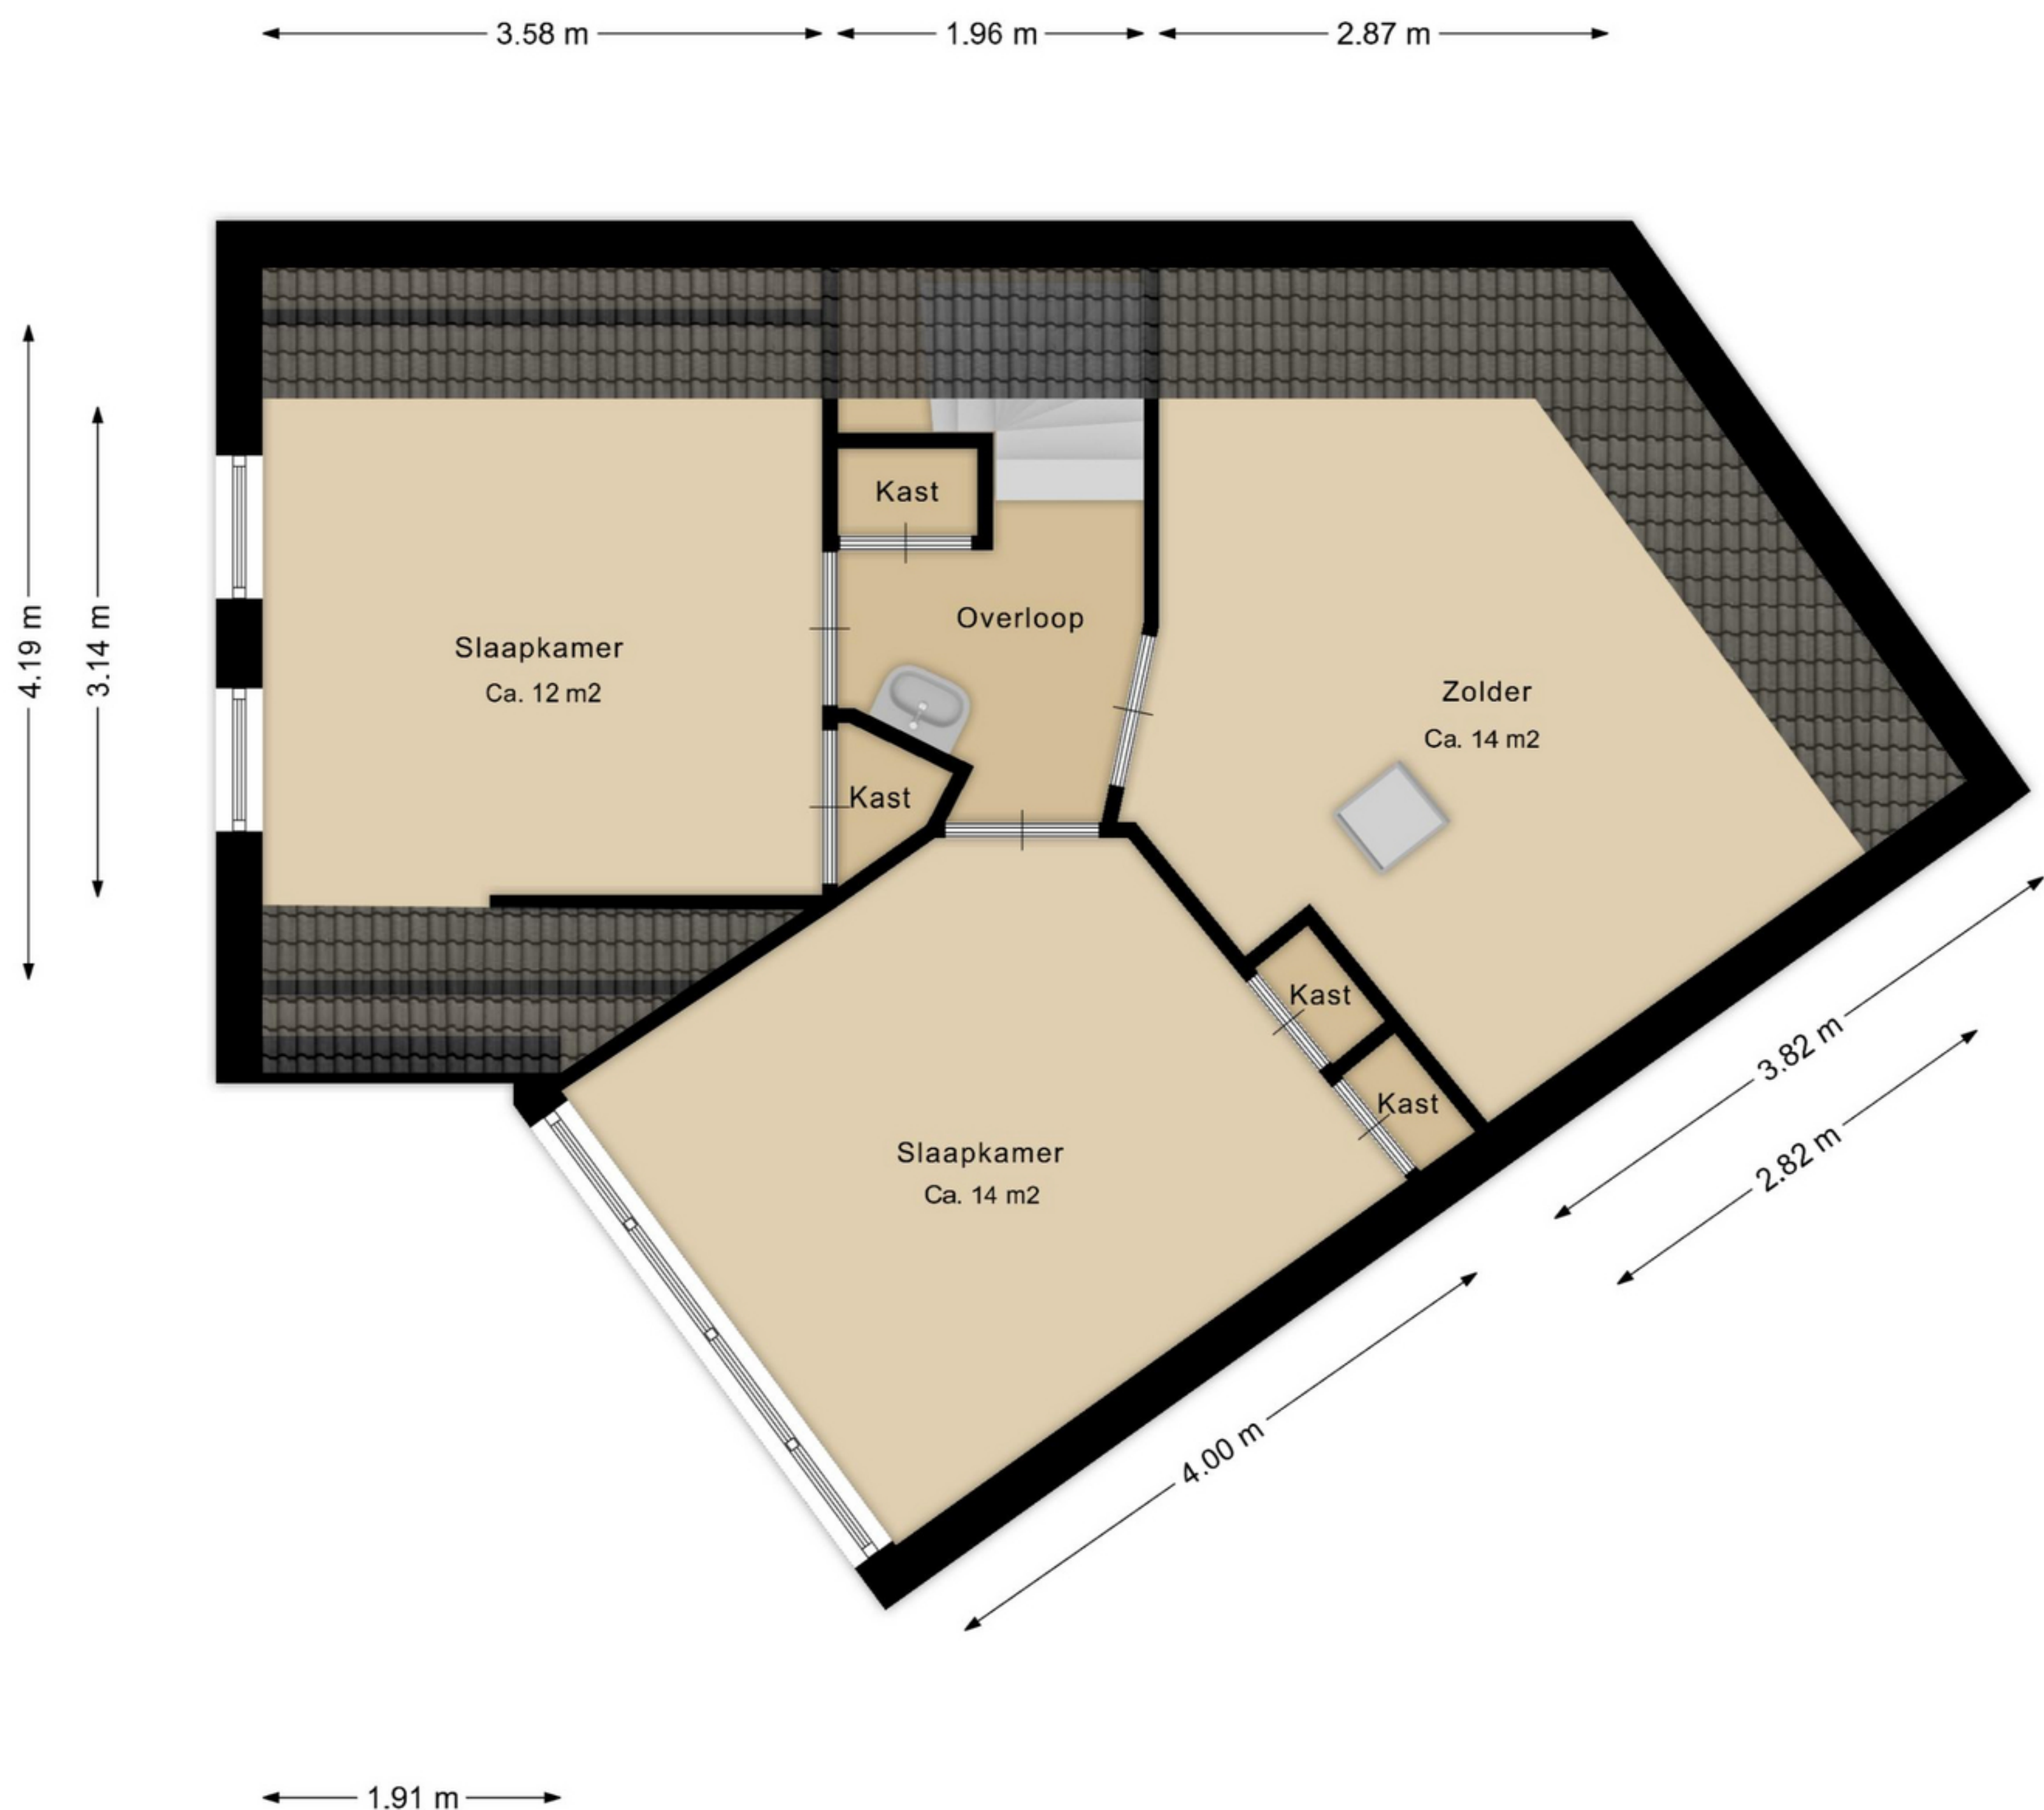 3.58 m
1.96 m
2.87 m
4.19 m
3.14 m
Kast
Overloop
Slaapkamer
Ca. 12 m2
Zolder
Ca. 14 m2
Kast
Kast
Kast
Slaapkamer
Ca. 14 m2
3.82 m
2.82 m
4.00 m
1.91 m